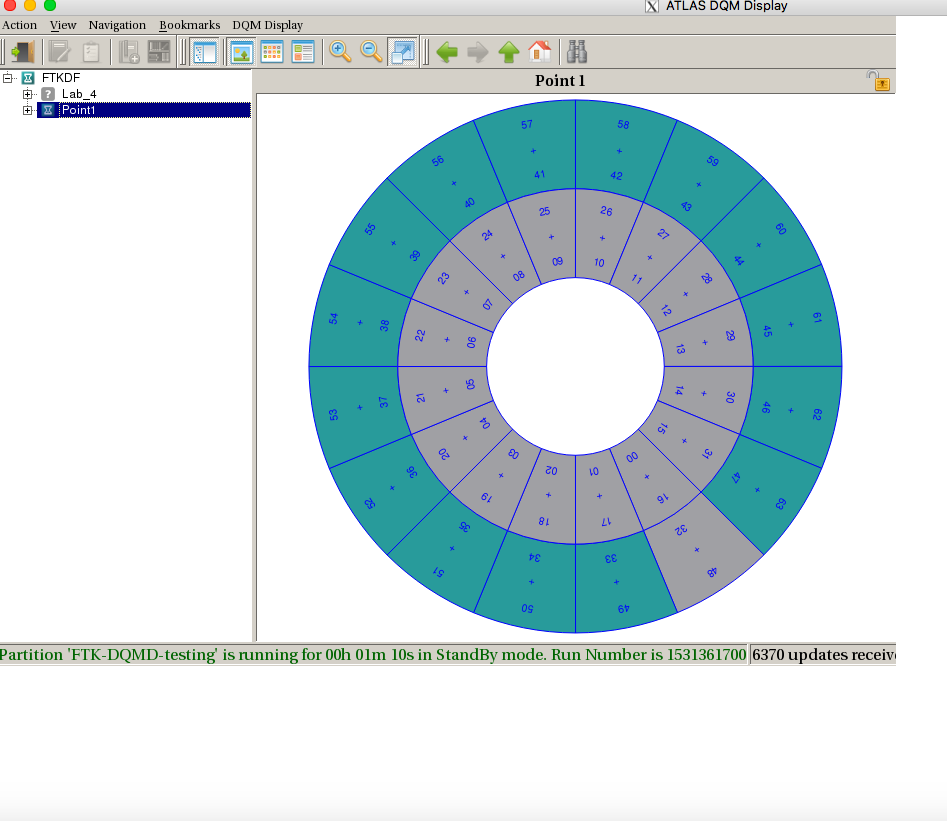 ATLAS DQM Display
Action View Navigation Bookmarks DQM Display
FTKDF
Lab_4
Point1
Point 1
57 + 41
58 + 42
59 + 43
60 + 44
61 + 45
62 + 46
63 + 47
48 + 32
49 + 33
50 + 34
51 + 35
52 + 36
53 + 37
54 + 38
55 + 39
56 + 40
25 + 09
26 + 10
27 + 11
28 + 12
29 + 13
30 + 14
31 + 15
16 + 00
17 + 01
18 + 02
19 + 03
20 + 04
21 + 05
22 + 06
23 + 07
24 + 08
Partition 'FTK-DQMD-testing' is running for 00h 01m 10s in StandBy mode. Run Number is 1531361700
6370 updates receiv